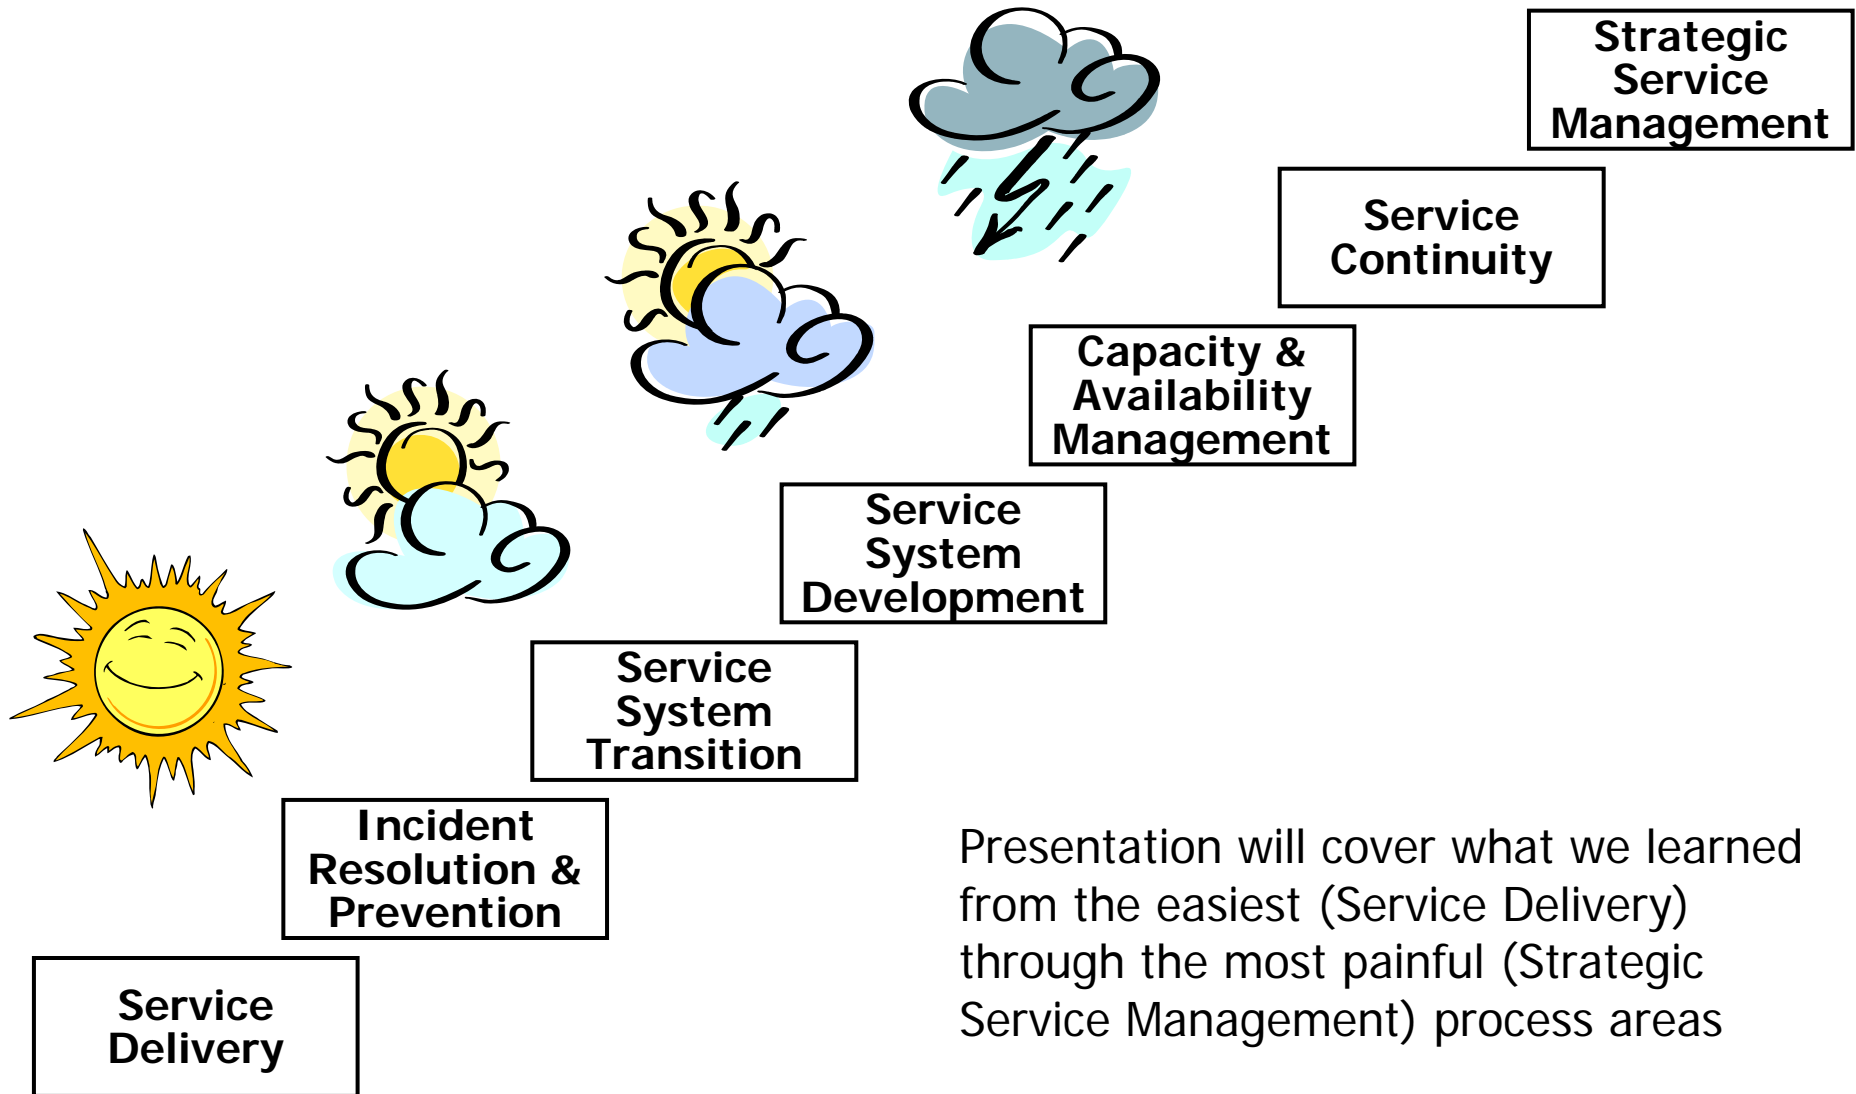 Strategic
Service
Management
Service
Continuity
Capacity &
Availability
Management
Service
System
Development
Service
System
Transition
Incident
Resolution &
Prevention
Service
Delivery
Presentation will cover what we learned
from the easiest (Service Delivery)
through the most painful (Strategic
Service Management) process areas